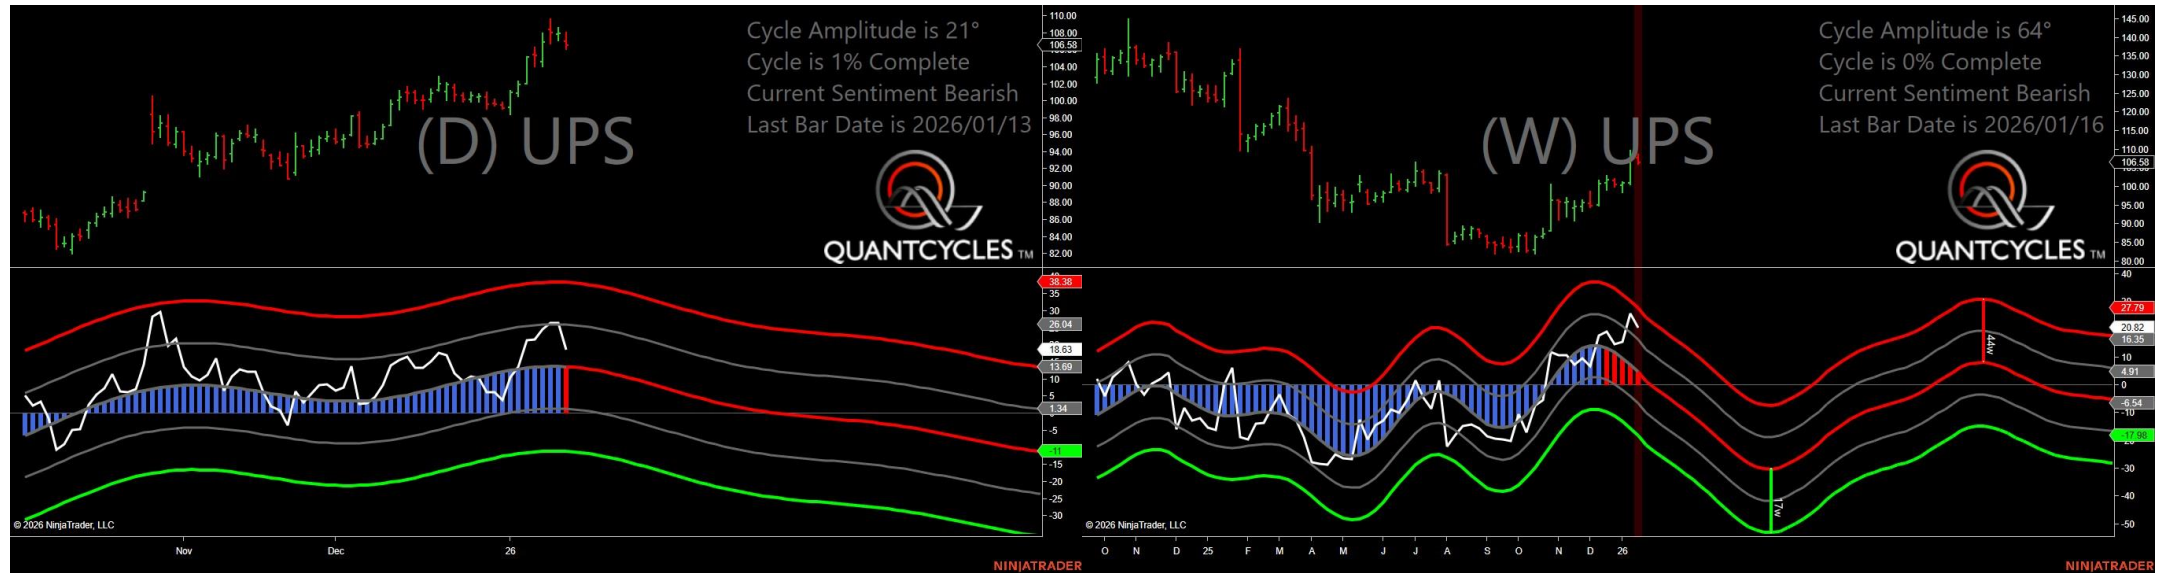 Cycle Amplitude is 21°
Cycle is 1% Complete
Current Sentiment Bearish
Last Bar Date is 2026/01/13
(D) UPS
QUANTCYCLES TM
110.00
108.00
106.58
104.00
102.00
100.00
98.00
96.00
94.00
92.00
90.00
88.00
86.00
84.00
82.00
38.38
35
30
26.04
18.63
13.69
10
5
1.34
-5
-11
-15
-20
-25
-30
© 2026 NinjaTrader, LLC
Nov
Dec
26
NINJATRADER
Cycle Amplitude is 64°
Cycle is 0% Complete
Current Sentiment Bearish
Last Bar Date is 2026/01/16
(W) UPS
QUANTCYCLES TM
145.00
140.00
135.00
130.00
125.00
120.00
115.00
110.00
106.58
100.00
95.00
90.00
85.00
80.00
40
27.79
20.82
16.35
10
4.91
0
-6.54
-10
-17.98
-30
-40
-50
44w
17w
© 2026 NinjaTrader, LLC
O N D 25 F M A M J J A S O N D 26
NINJATRADER